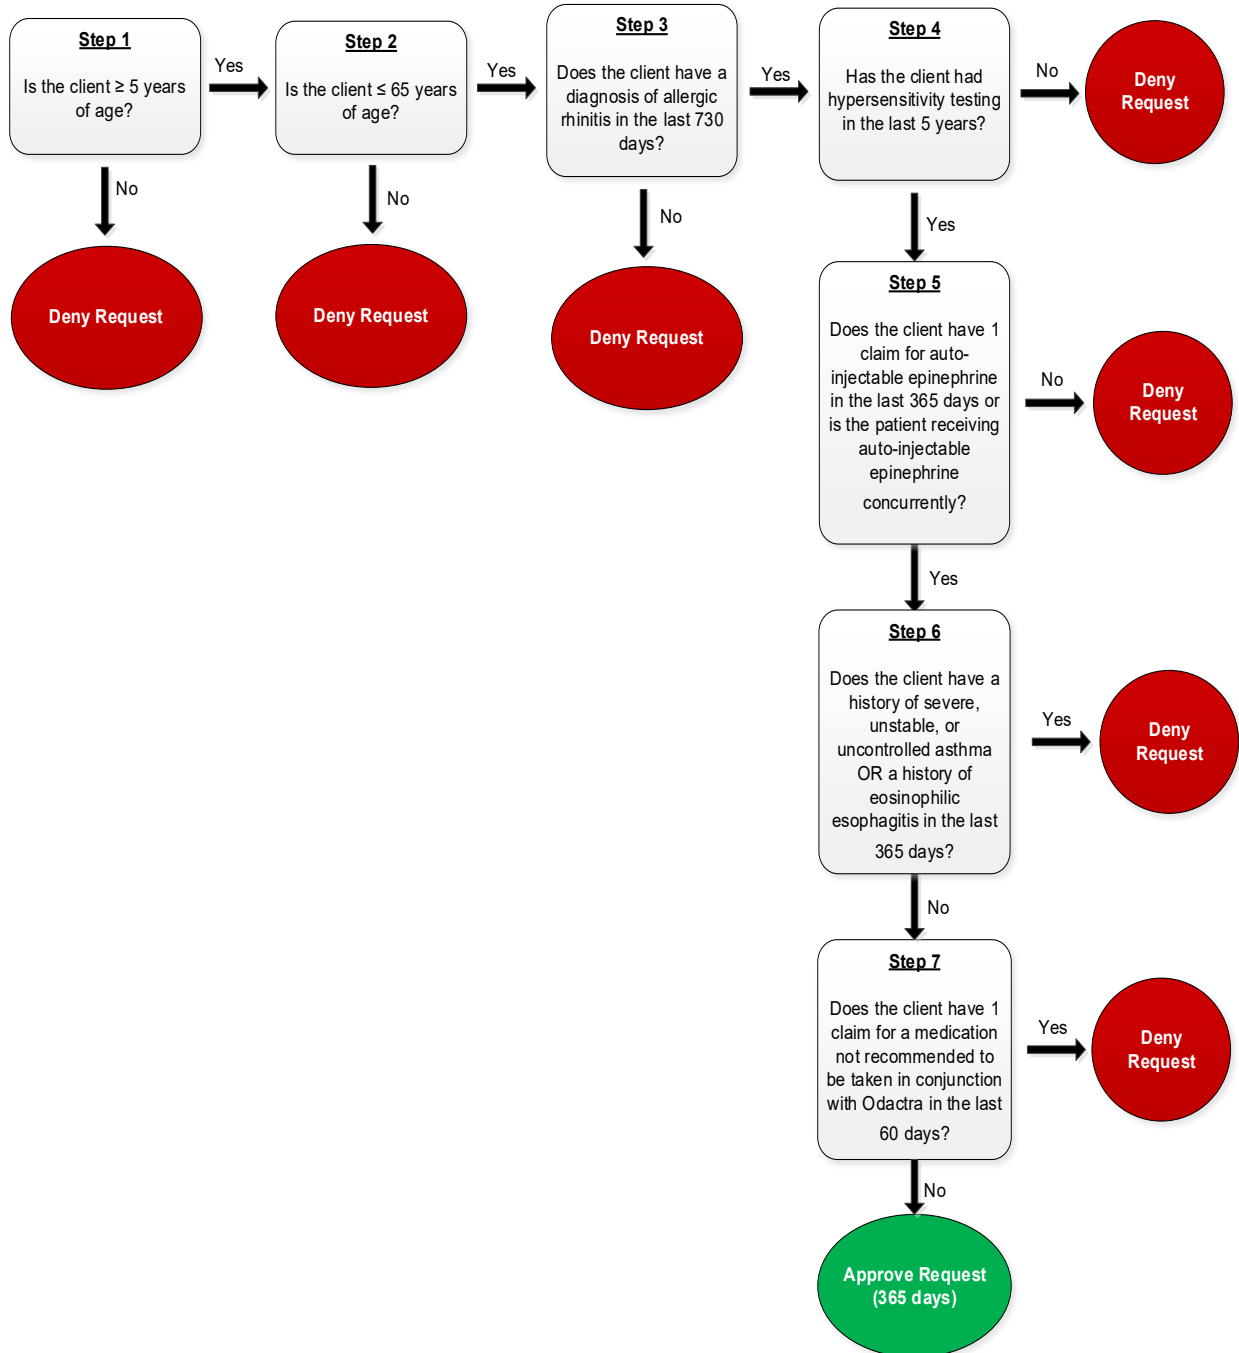 Step 1
Is the client ≥ 5 years
of age?
Yes
No
Deny Request
Step 2
Is the client ≤ 65 years
of age?
Yes
No
Deny Request
Step 3
Does the client have a
diagnosis of allergic
rhinitis in the last 730
days?
Yes
No
Deny Request
Step 4
Has the client had
hypersensitivity testing
in the last 5 years?
No
Deny
Request
Yes
Step 5
Does the client have 1
claim for auto-
injectable epinephrine
in the last 365 days or
is the patient receiving
auto-injectable
epinephrine
concurrently?
No
Deny
Request
Yes
Step 6
Does the client have a
history of severe,
unstable, or
uncontrolled asthma
OR a history of
eosinophilic
esophagitis in the last
365 days?
Yes
Deny
Request
No
Step 7
Does the client have 1
claim for a medication
not recommended to
be taken in conjunction
with Odactra in the last
60 days?
Yes
Deny
Request
No
Approve Request
(365 days)